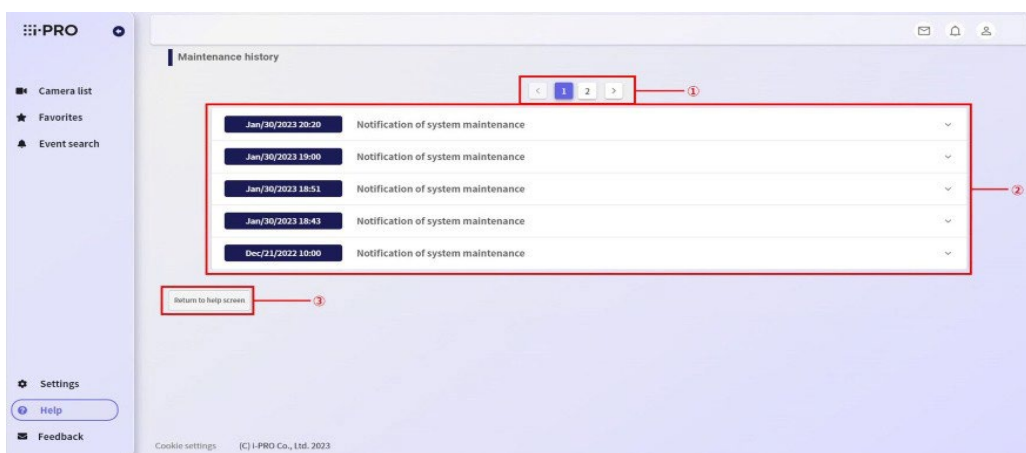 i-PRO
Maintenance history
Camera list
< 1 2 >
①
Favorites
Jan/30/2023 20:20 Notification of system maintenance
Event search
Jan/30/2023 19:00 Notification of system maintenance
Jan/30/2023 18:51 Notification of system maintenance
②
Jan/30/2023 18:43 Notification of system maintenance
Dec/21/2022 10:00 Notification of system maintenance
Return to help screen
③
Settings
Help
Feedback
Cookie settings (C) i-PRO Co., Ltd. 2023